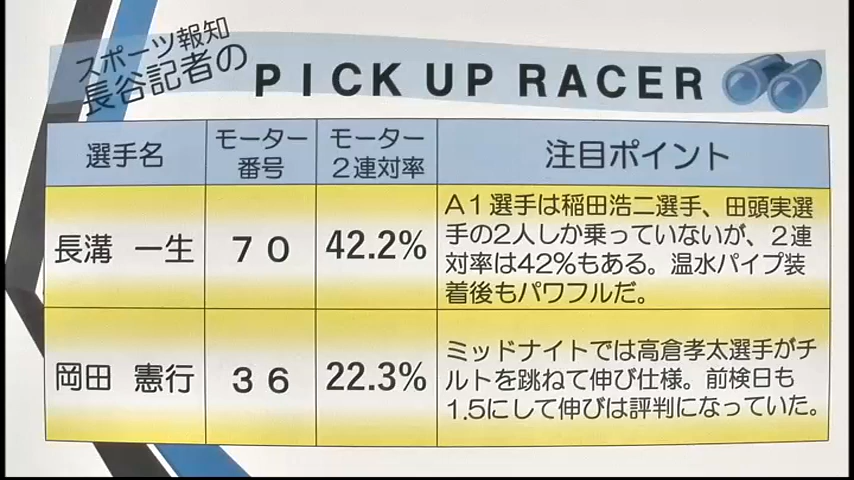 スポーツ報知
長谷記者の
PICK UP RACER
選手名
モーター
番号
モーター
2連対率
注目ポイント
長溝 一生
70
42.2%
A1選手は稲田浩二選手、田頭実選
手の2人しか乗っていないが、2連
対率は42%もある。温水パイプ装
着後もパワフルだ。
岡田 憲行
36
22.3%
ミッドナイトでは高倉孝太選手がチ
ルトを跳ねて伸び仕様。前検日も
1.5にして伸びは評判になっていた。